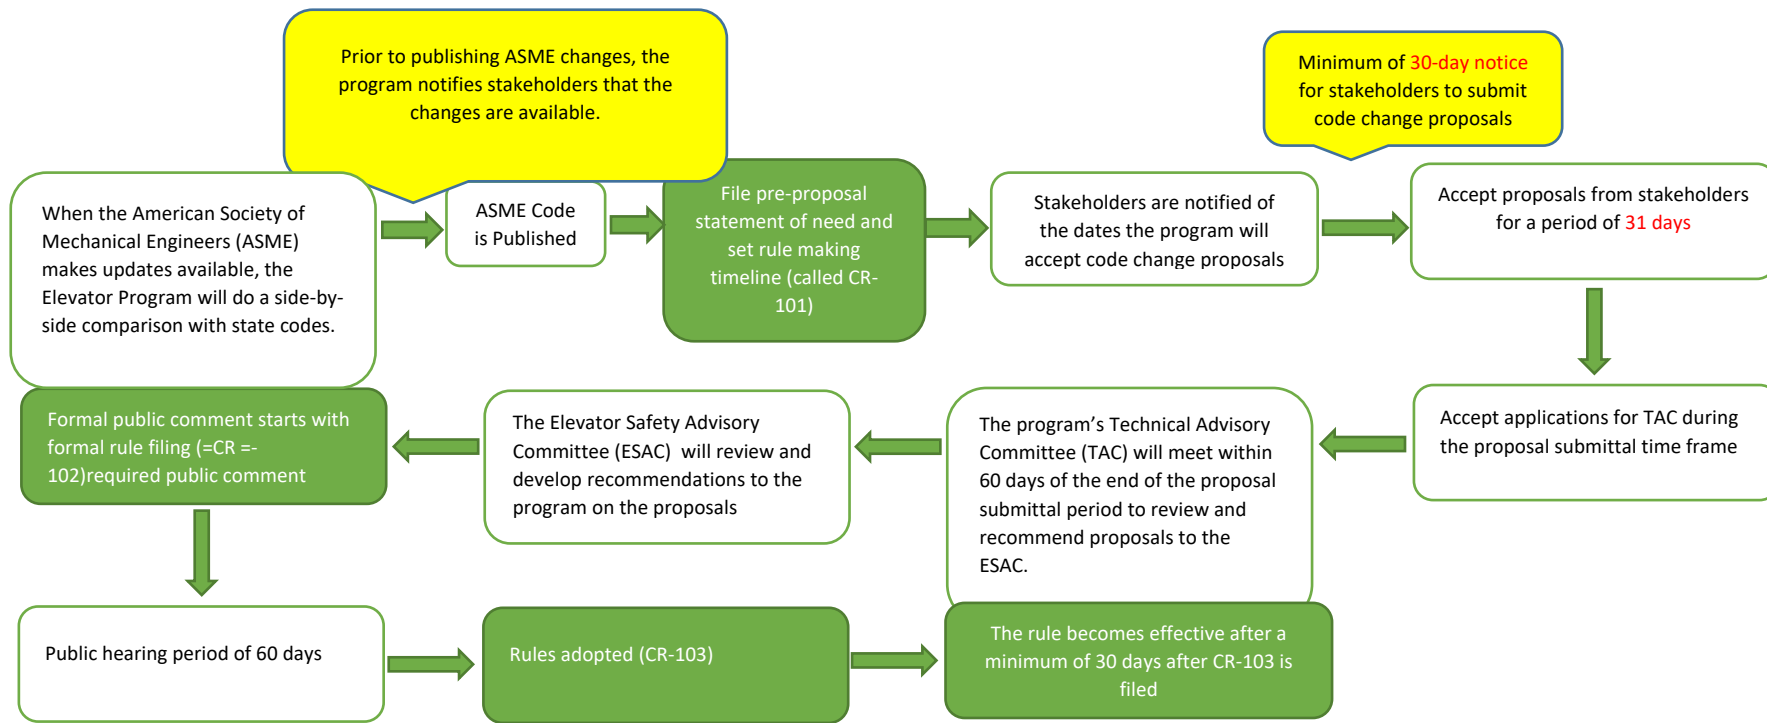 Prior to publishing ASME changes, the
program notifies stakeholders that the
changes are available.
Minimum of 30-day notice
for stakeholders to submit
code change proposals
When the American Society of
Mechanical Engineers (ASME)
makes updates available, the
Elevator Program will do a side-by-
side comparison with state codes.
ASME Code
is Published
File pre-proposal
statement of need and
set rule making
timeline (called CR-
101)
Stakeholders are notified of
the dates the program will
accept code change proposals
Accept proposals from stakeholders
for a period of 31 days
Accept applications for TAC during
the proposal submittal time frame
The program’s Technical Advisory
Committee (TAC) will meet within
60 days of the end of the proposal
submittal period to review and
recommend proposals to the
ESAC.
The Elevator Safety Advisory
Committee (ESAC)  will review and
develop recommendations to the
program on the proposals
Formal public comment starts with
formal rule filing (=CR =-
102)required public comment
Public hearing period of 60 days
Rules adopted (CR-103)
The rule becomes effective after a
minimum of 30 days after CR-103 is
filed